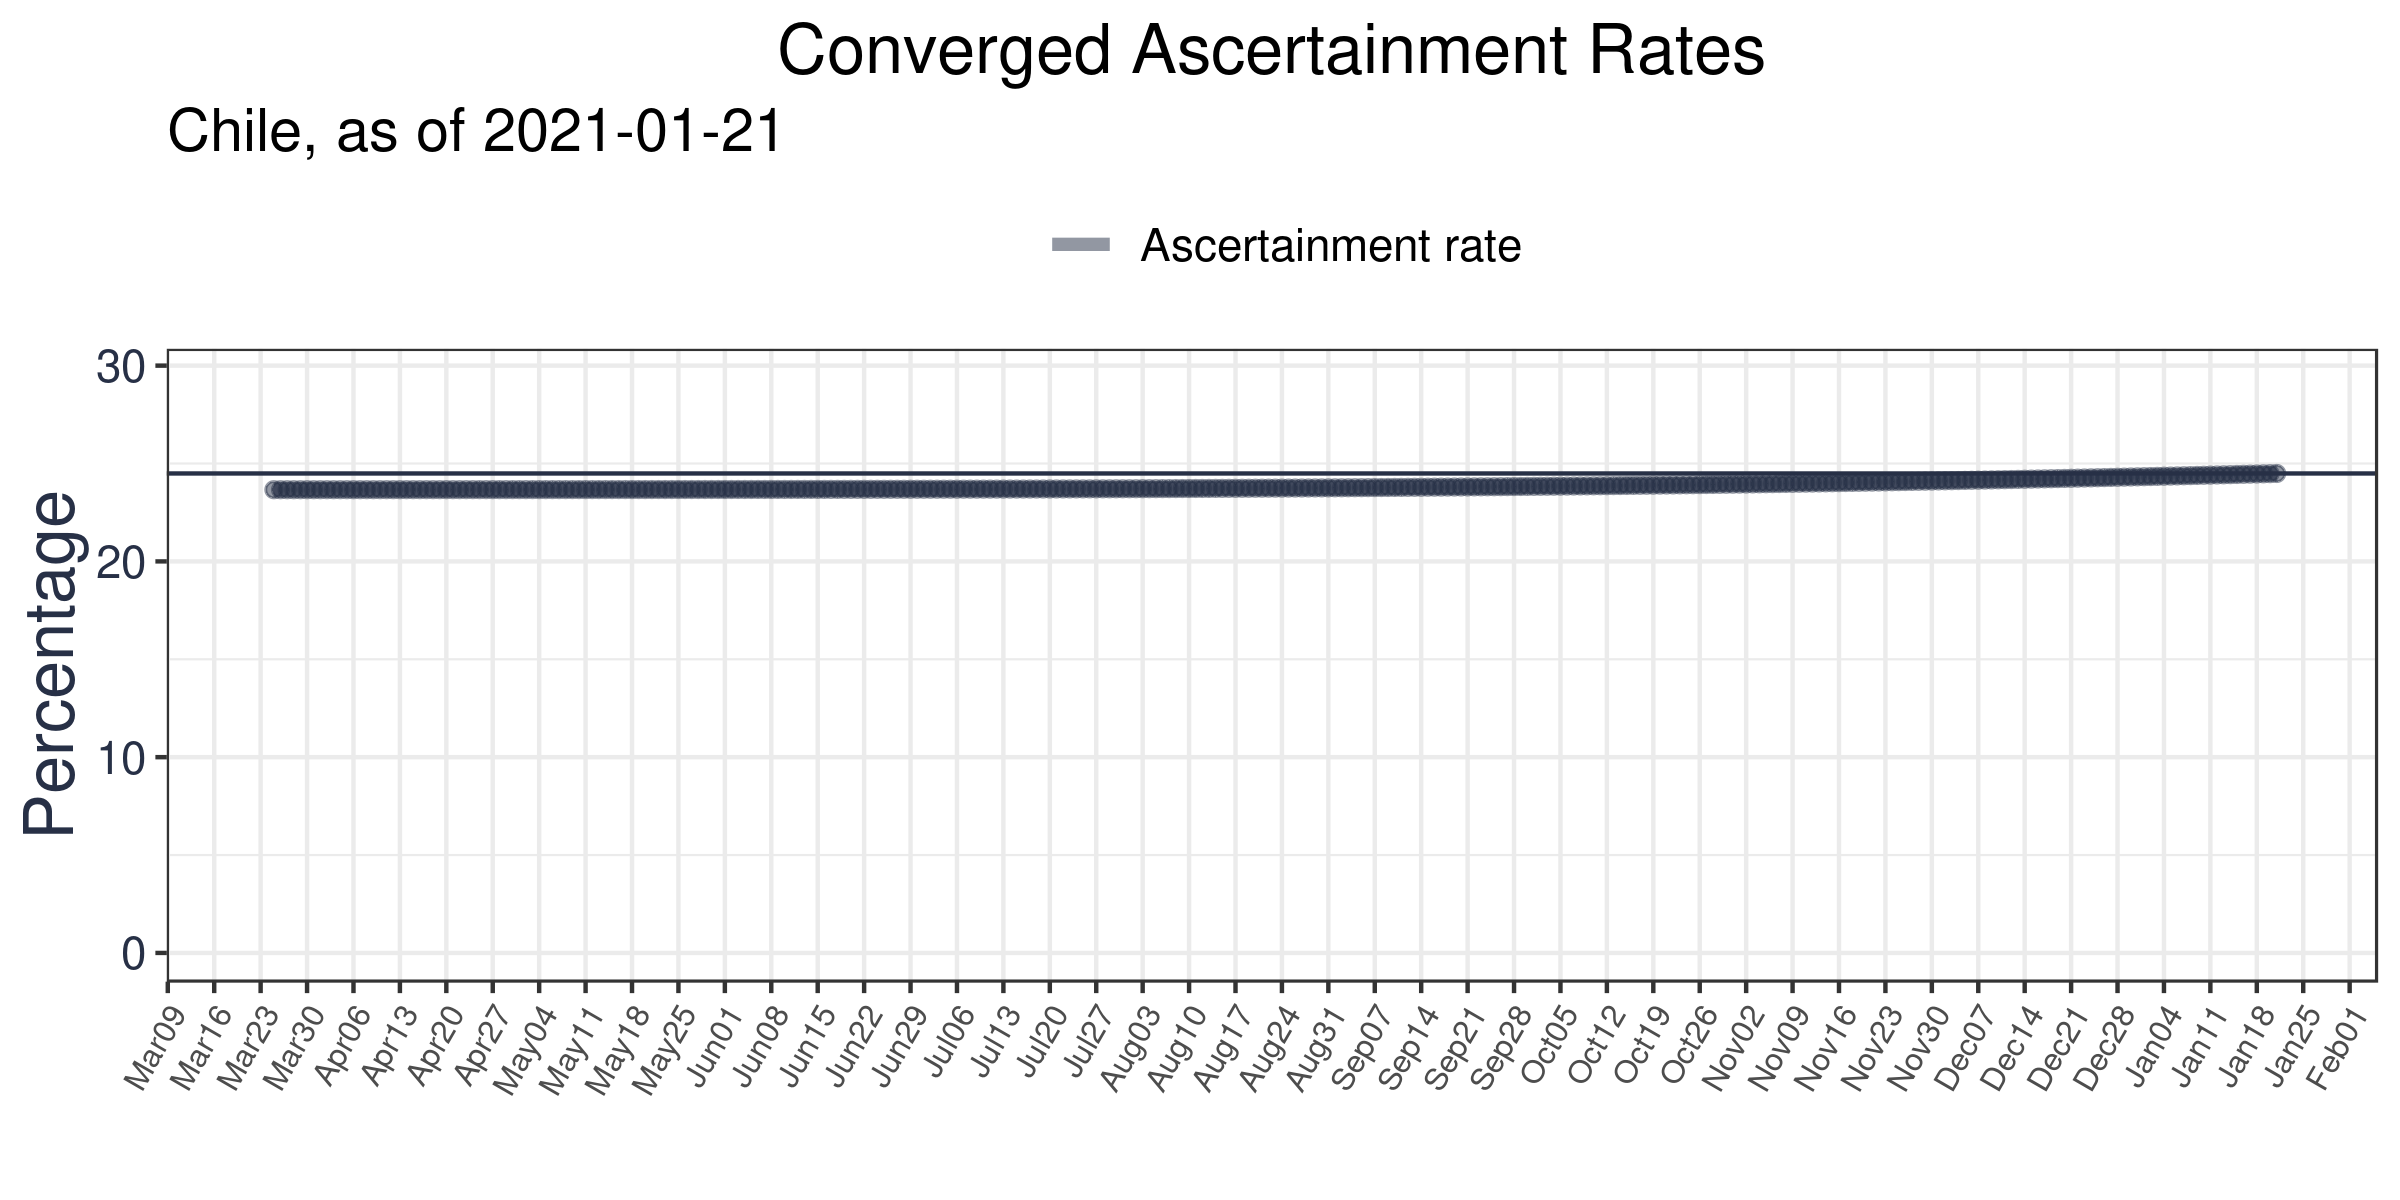 Converged Ascertainment Rates
Chile, as of 2021-01-21
Ascertainment rate
Percentage
30
20
10
0
Mar09 Mar16 Mar23 Mar30 Apr06 Apr13 Apr20 Apr27 May04 May11 May18 May25 Jun01 Jun08 Jun15 Jun22 Jun29 Jul06 Jul13 Jul20 Jul27 Aug03 Aug10 Aug17 Aug24 Aug31 Sep07 Sep14 Sep21 Sep28 Oct05 Oct12 Oct19 Oct26 Nov02 Nov09 Nov16 Nov23 Nov30 Dec07 Dec14 Dec21 Dec28 Jan04 Jan11 Jan18 Jan25 Feb01